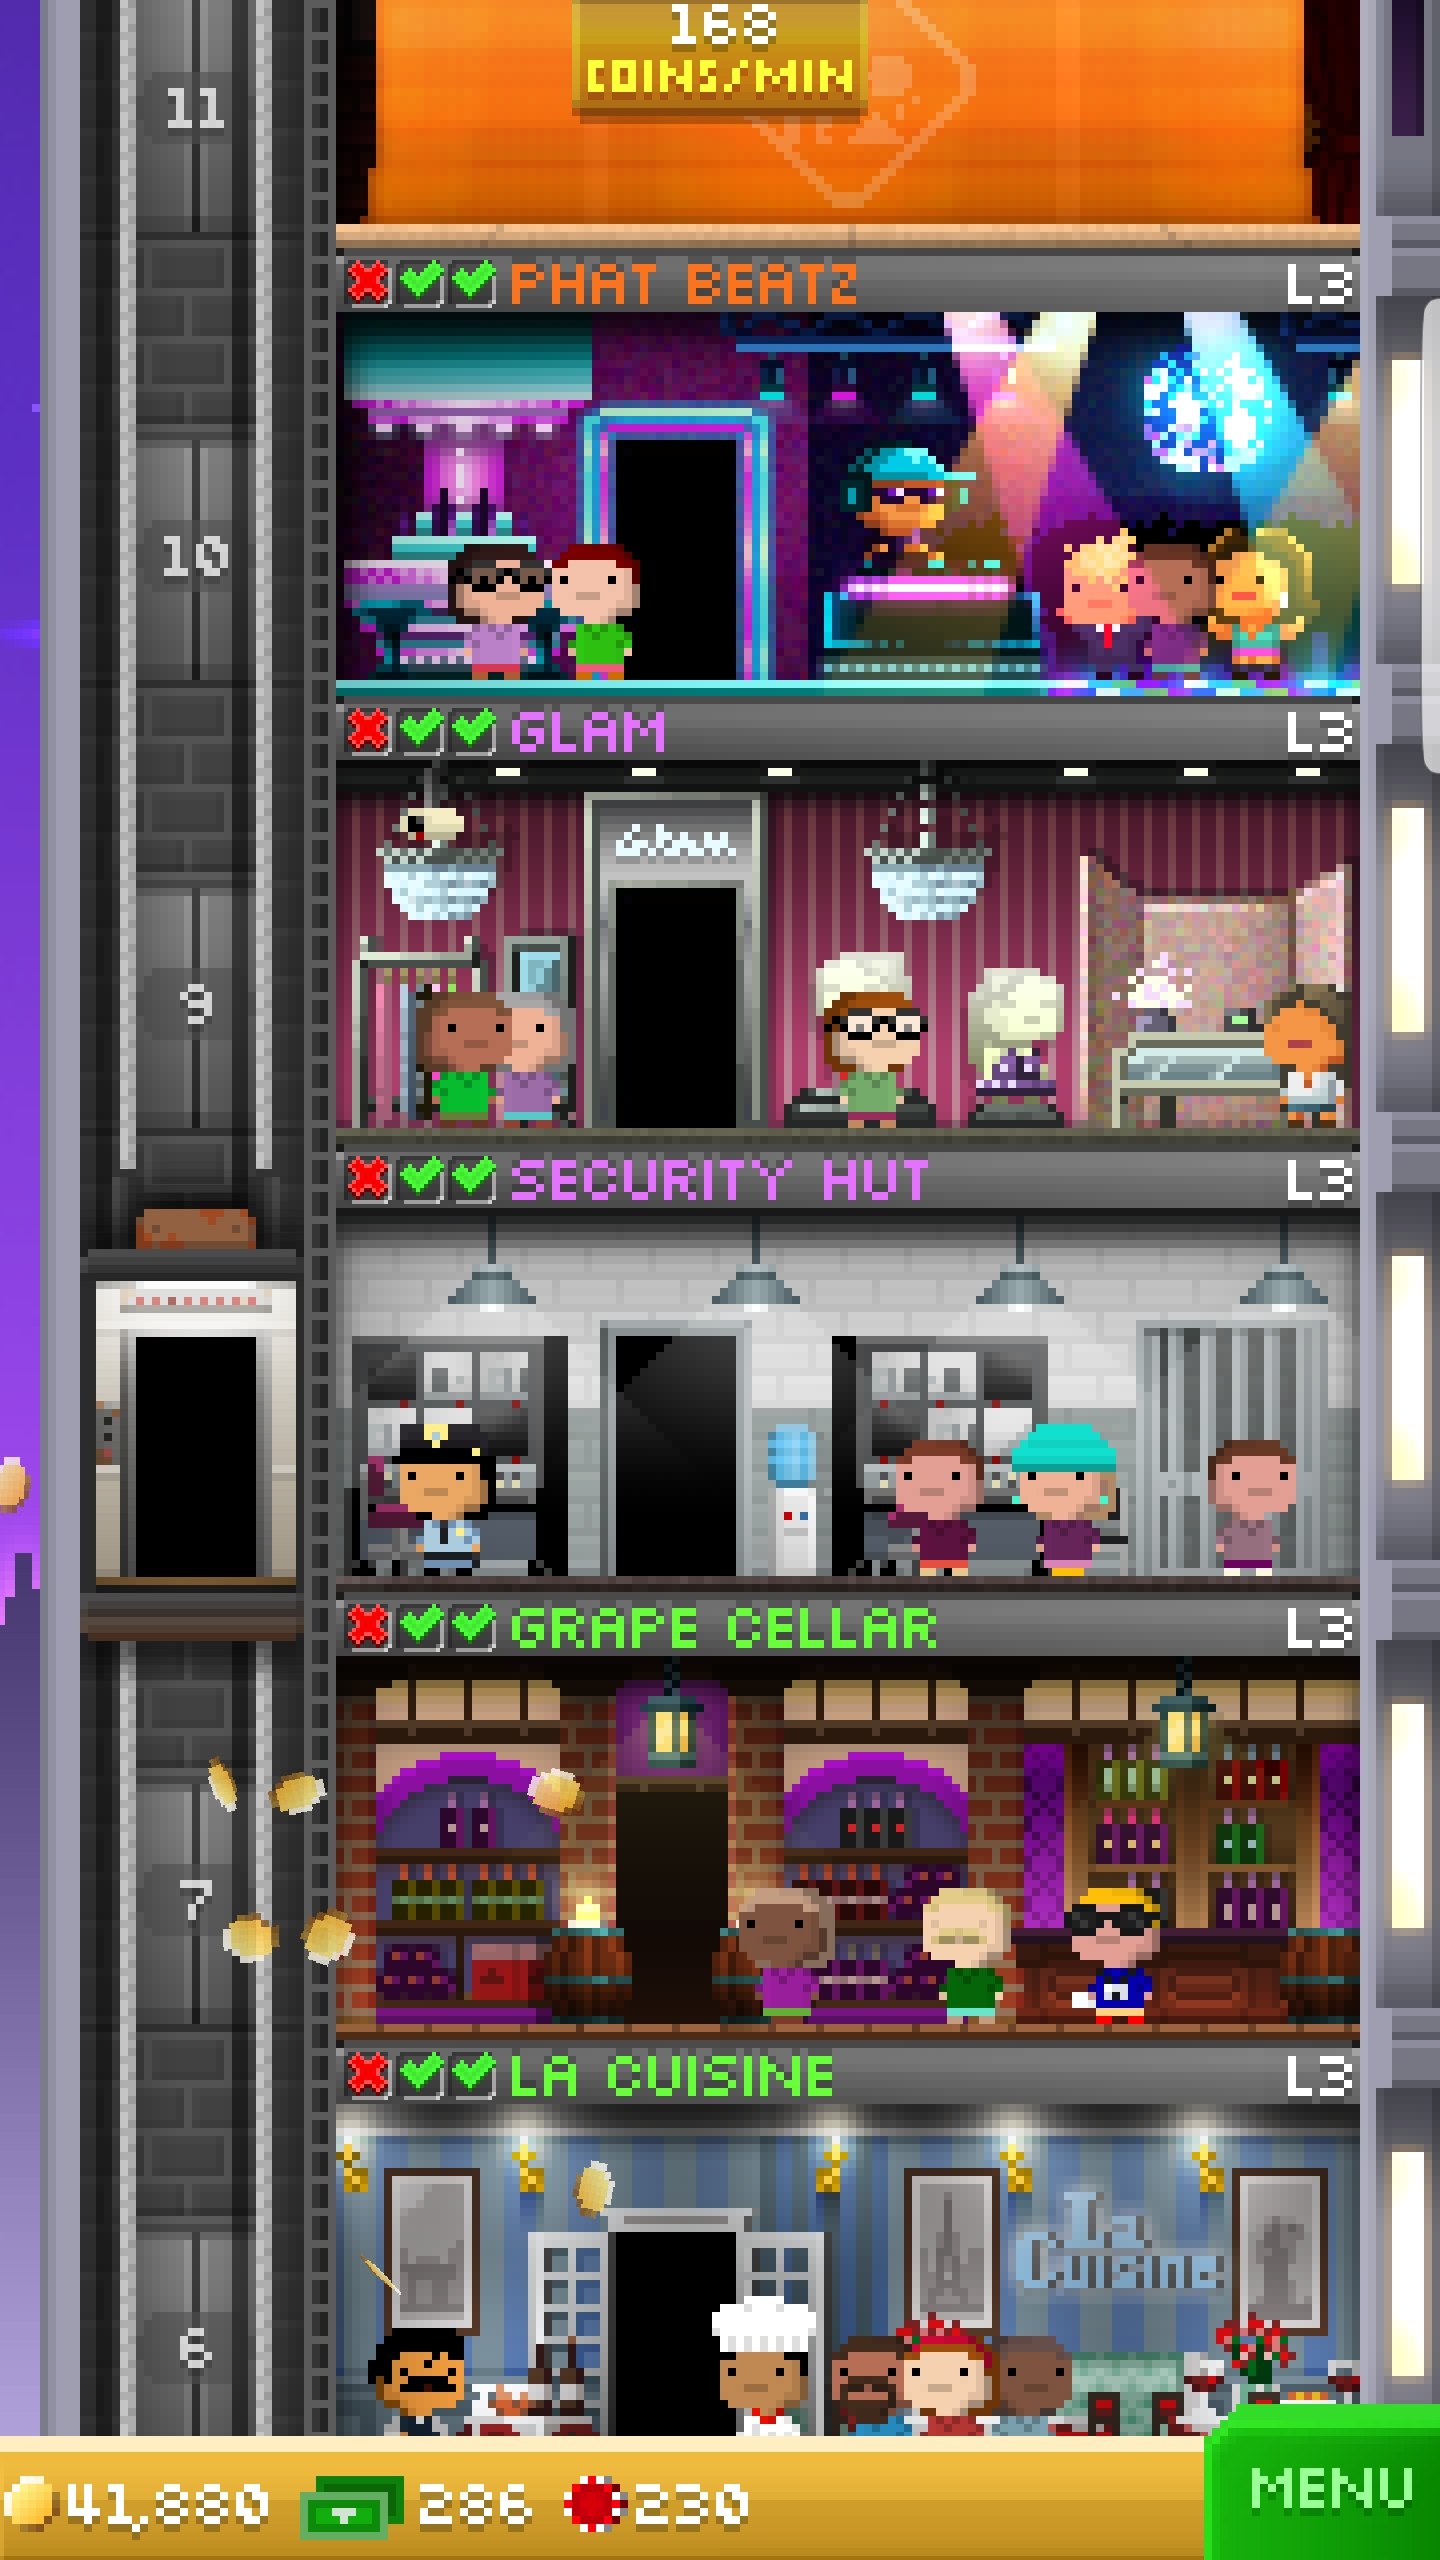 168
COINS/MIN
11
PHAT BEATZ L3
10
GLAM L3
Glam
9
SECURITY HUT L3
GRAPE CELLAR L3
7
LA CUISINE L3
La
Cuisine
6
41,880 286 230
MENU